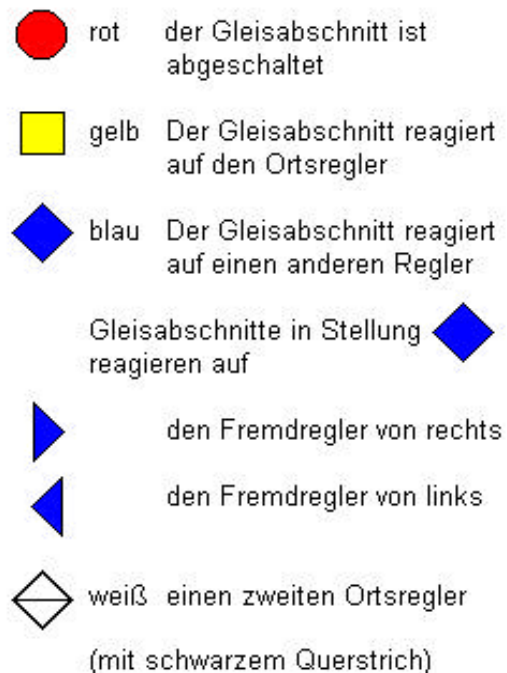 rot der Gleisabschnitt ist
abgeschaltet
gelb Der Gleisabschnitt reagiert
auf den Ortsregler
blau Der Gleisabschnitt reagiert
auf einen anderen Regler
Gleisabschnitte in Stellung
reagieren auf
den Fremdregler von rechts
den Fremdregler von links
weiß einen zweiten Ortsregler
(mit schwarzem Querstrich)